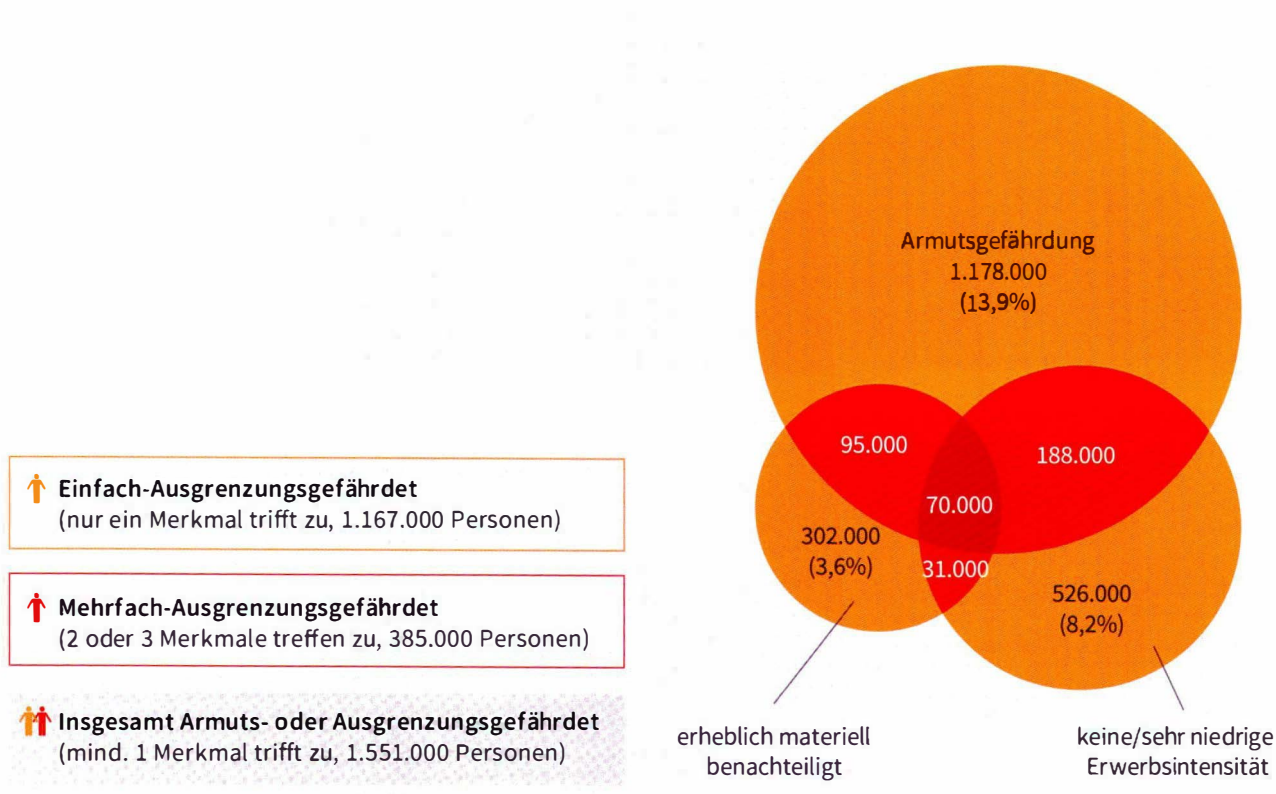 Armutsgefährdung
1.178.000
(13,9%)
95.000
188.000
70.000
302.000
(3,6%)
31.000
526.000
(8,2%)
erheblich materiell
benachteiligt
keine/sehr niedrige
Erwerbsintensität
Einfach-Ausgrenzungsgefährdet
(nur ein Merkmal trifft zu, 1.167.000 Personen)
Mehrfach-Ausgrenzungsgefährdet
(2 oder 3 Merkmale treffen zu, 385.000 Personen)
Insgesamt Armuts- oder Ausgrenzungsgefährdet
(mind. 1 Merkmal trifft zu, 1.551.000 Personen)